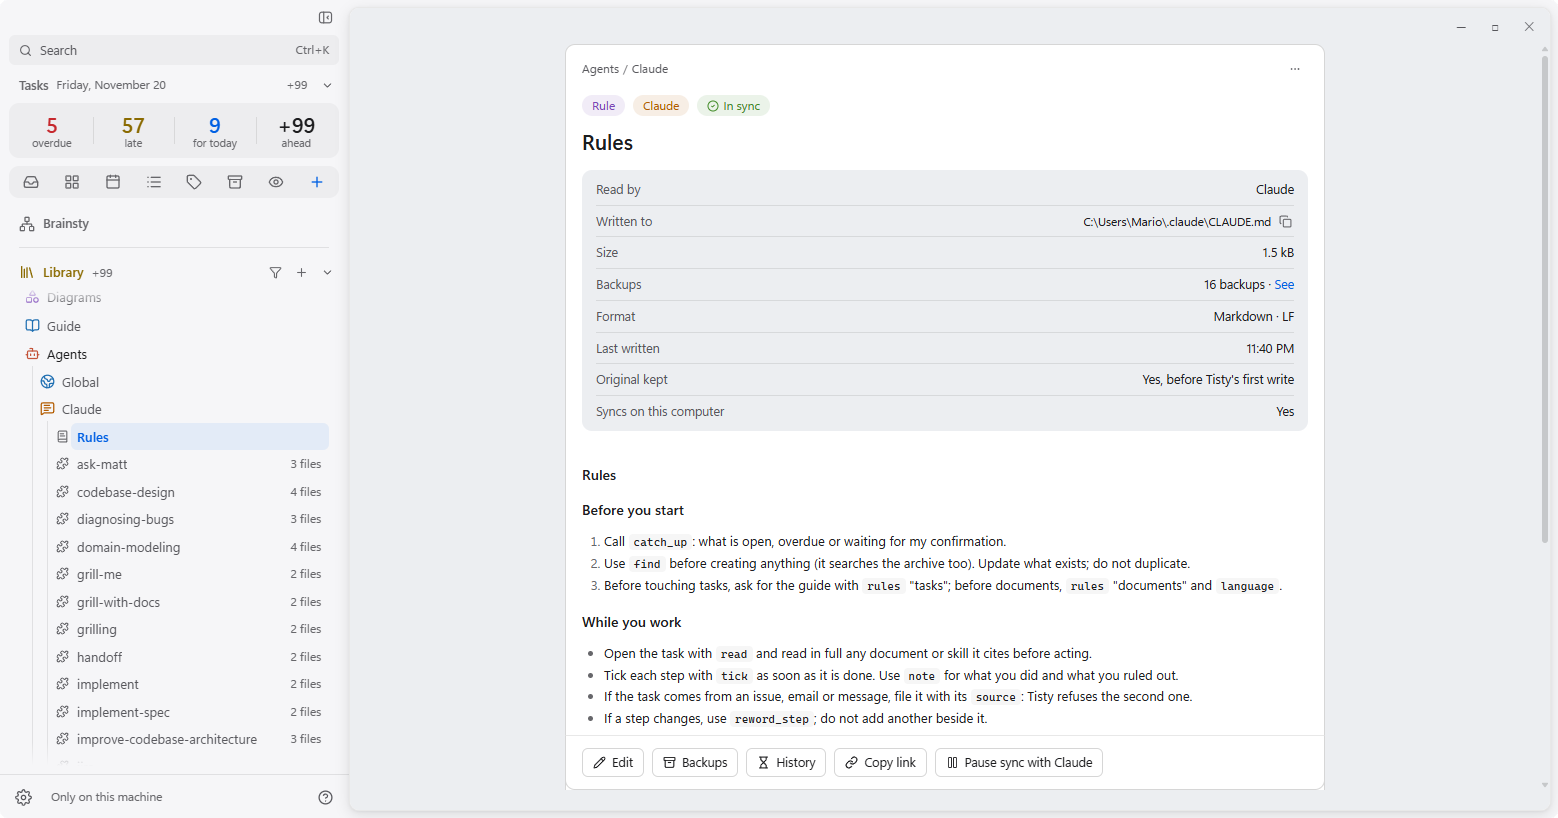 Search Ctrl+K
Tasks Friday, November 20 +99
5 57 9 +99
overdue late for today ahead
Brainsty
Library +99
Diagrams
Guide
Agents
Global
Claude
Rules
ask-matt 3 files
codebase-design 4 files
diagnosing-bugs 3 files
domain-modeling 4 files
grill-me 2 files
grill-with-docs 2 files
grilling 2 files
handoff 2 files
implement 2 files
implement-spec 2 files
improve-codebase-architecture 3 files
Only on this machine
Agents / Claude
Rule Claude In sync
Rules
Read by Claude
Written to C:\Users\Mario\.claude\CLAUDE.md
Size 1.5 kB
Backups 16 backups · See
Format Markdown · LF
Last written 11:40 PM
Original kept Yes, before Tisty's first write
Syncs on this computer Yes
Rules
Before you start
1. Call catch_up : what is open, overdue or waiting for my confirmation.
2. Use find before creating anything (it searches the archive too). Update what exists; do not duplicate.
3. Before touching tasks, ask for the guide with rules "tasks"; before documents, rules "documents" and language .
While you work
• Open the task with read and read in full any document or skill it cites before acting.
• Tick each step with tick as soon as it is done. Use note for what you did and what you ruled out.
• If the task comes from an issue, email or message, file it with its source : Tisty refuses the second one.
• If a step changes, use reword_step ; do not add another beside it.
Edit Backups History Copy link Pause sync with Claude